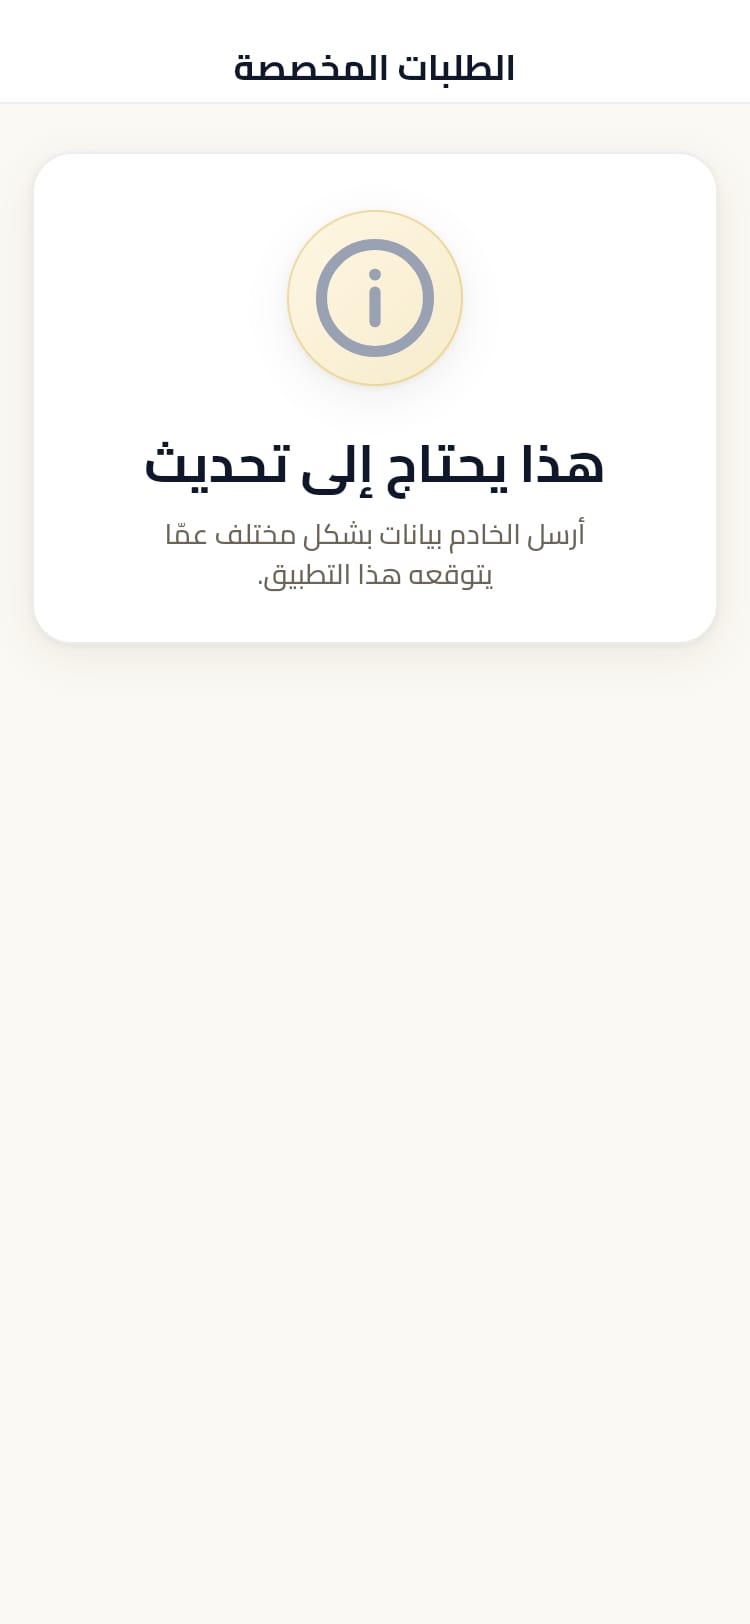 الطلبات المخصصة
هذا يحتاج إلى تحديث
أرسل الخادم بيانات بشكل مختلف عمّا
يتوقعه هذا التطبيق.